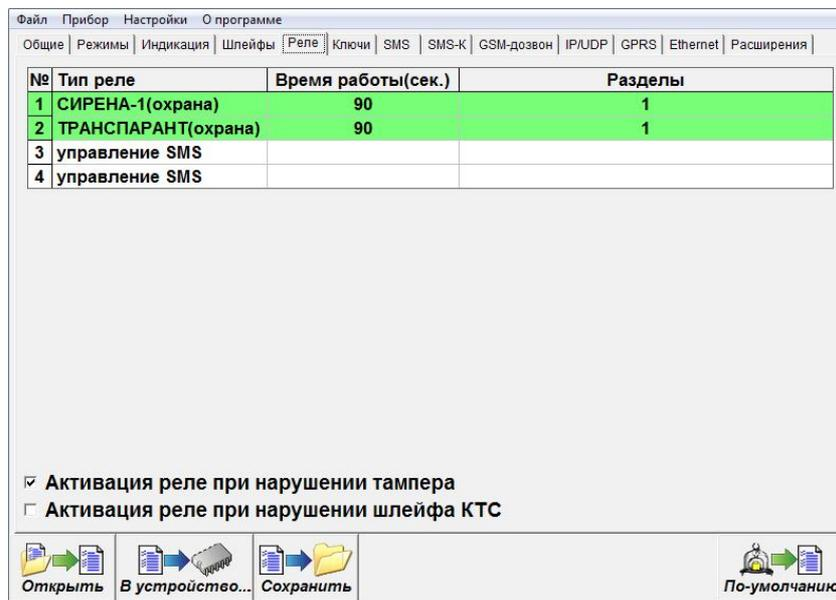 Файл Прибор Настройки О программе
Общие Режимы Индикация Шлейфы Реле Ключи SMS SMS-К GSM-дозвон IP/UDP GPRS Ethernet Расширения
№ Тип реле Время работы(сек.) Разделы
1 СИРЕНА-1(охрана) 90 1
2 ТРАНСПАРАНТ(охрана) 90 1
3 управление SMS
4 управление SMS
Активация реле при нарушении тампера
Активация реле при нарушении шлейфа КТС
Открыть В устройство... Сохранить По-умолчанию